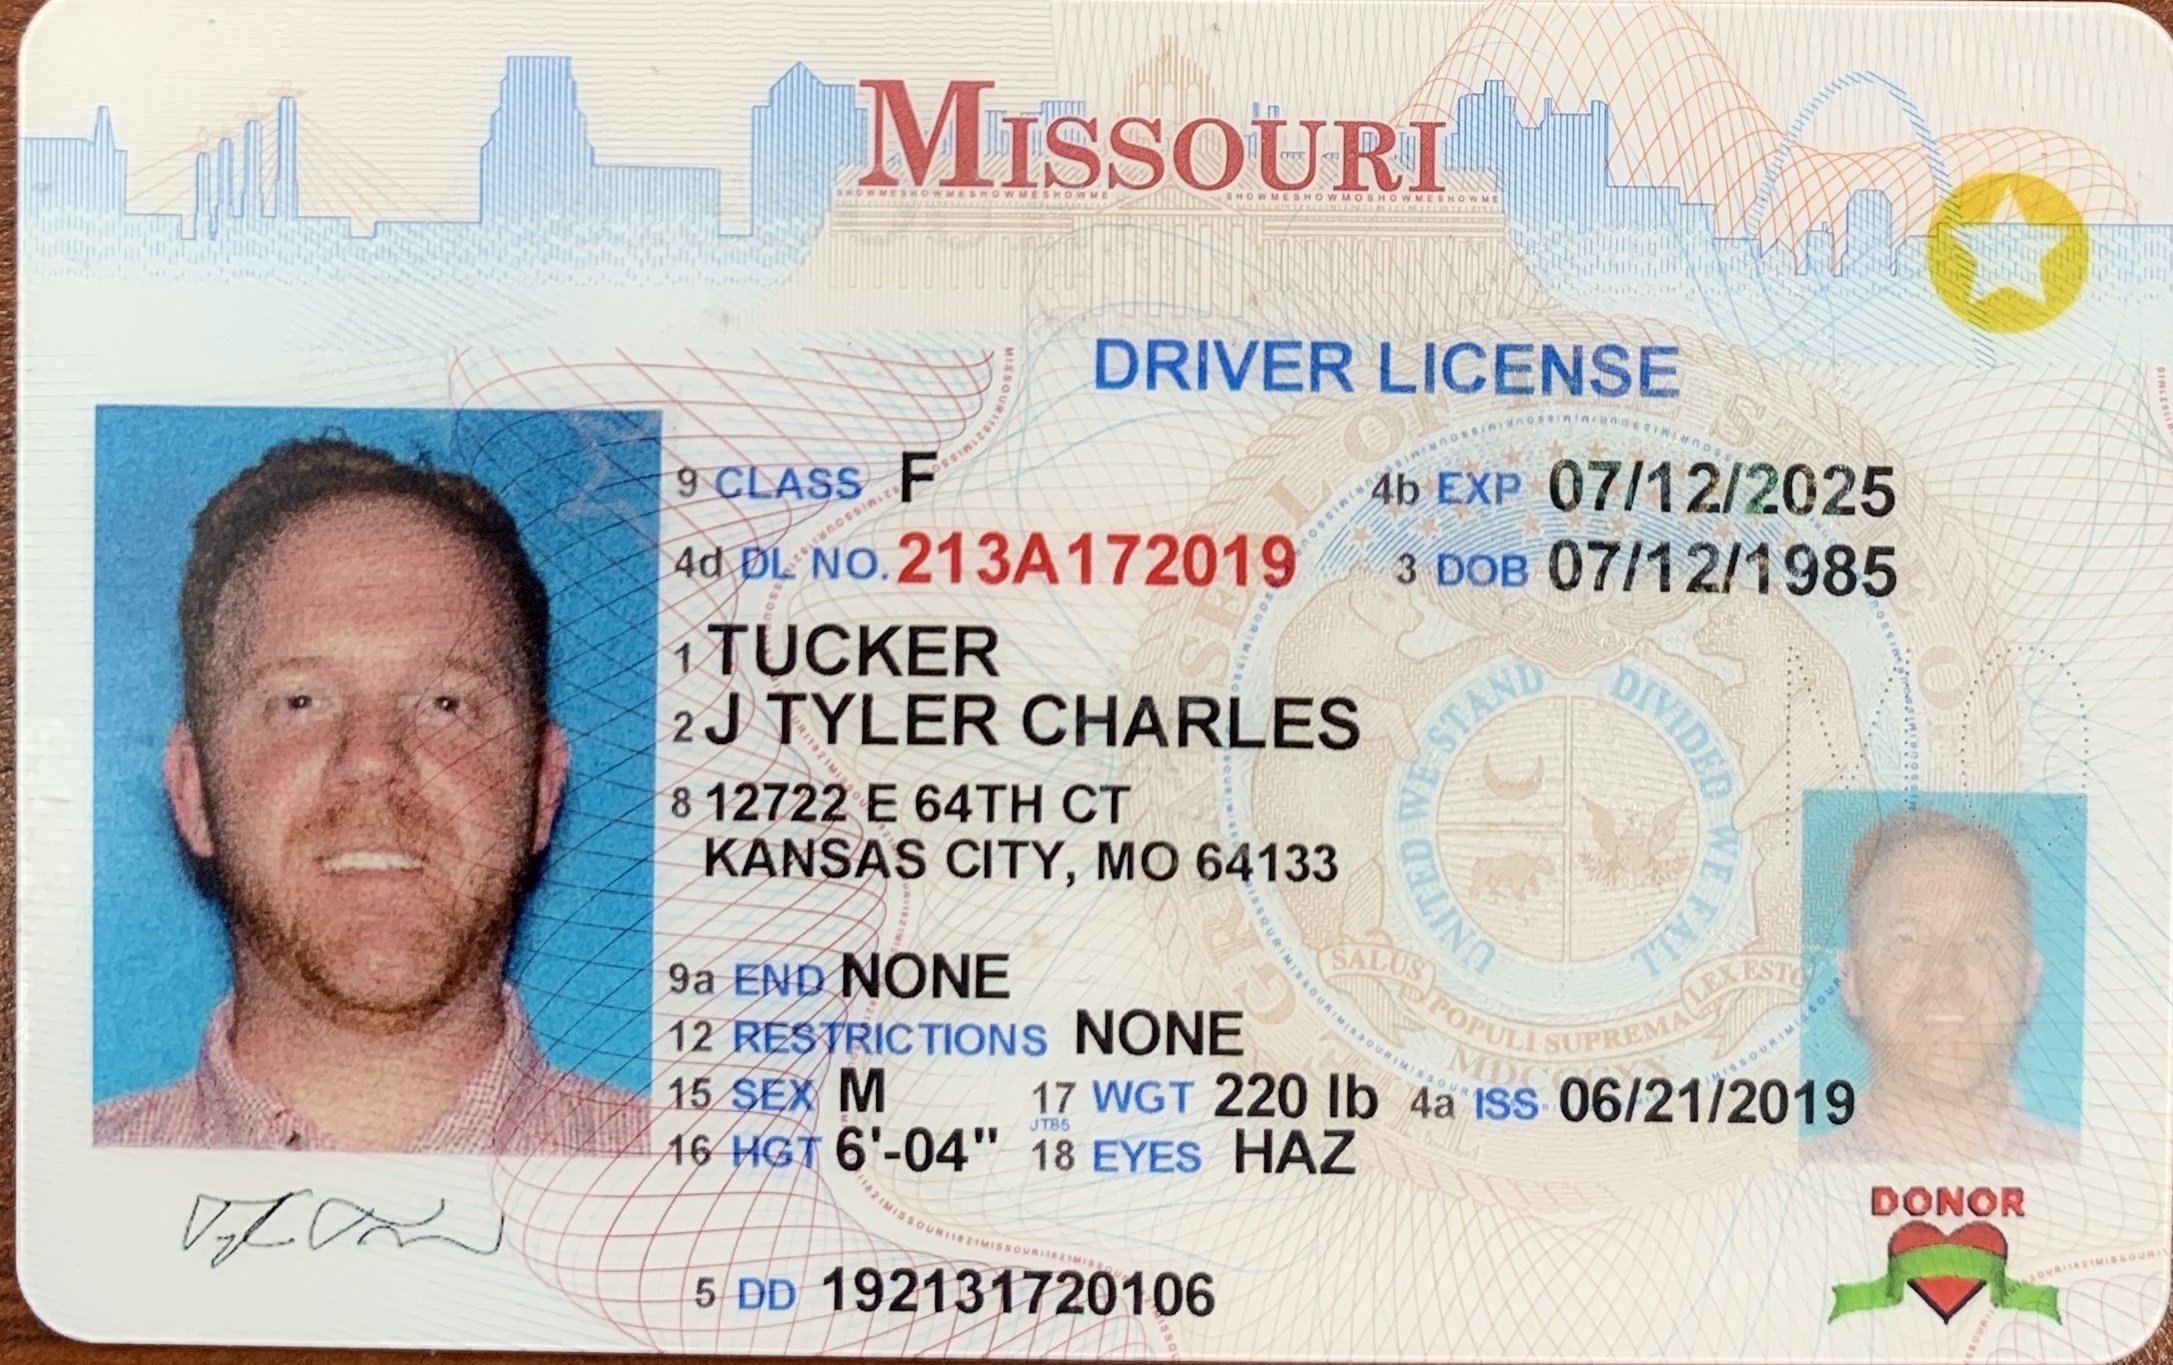 MISSOURI
DRIVER LICENSE
9 CLASS F
4b EXP 07/12/2025
4d DL NO. 213A172019
3 DOB 07/12/1985
1 TUCKER
2 J TYLER CHARLES
8 12722 E 64TH CT
KANSAS CITY, MO 64133
9a END NONE
12 RESTRICTIONS NONE
15 SEX M
17 WGT 220 lb
4a ISS 06/21/2019
JT85
16 HGT 6'-04"
18 EYES HAZ
DONOR
5 DD 192131720106
UNITED WE STAND DIVIDED WE FALL
SALUS POPULI SUPREMA LEX ESTO
MDCCCXX